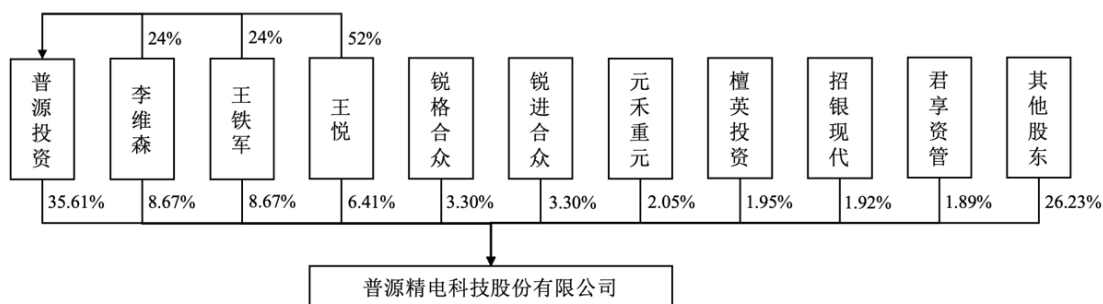 24%
24%
52%
普源投资
李维森
王铁军
王悦
锐格合众
锐进合众
元禾重元
檀英投资
招银现代
君享资管
其他股东
35.61%
8.67%
8.67%
6.41%
3.30%
3.30%
2.05%
1.95%
1.92%
1.89%
26.23%
普源精电科技股份有限公司